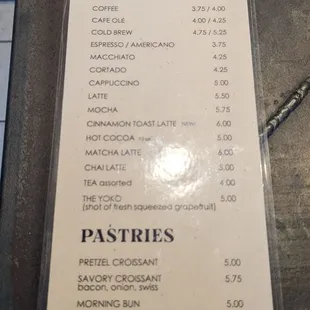 COFFEE 3.75 / 4.00
CAFE OLE 4.00 / 4.25
COLD BREW 4.75 / 5.25
ESPRESSO / AMERICANO 3.75
MACCHIATO 4.25
CORTADO 4.25
CAPPUCCINO 5.00
LATTE 5.50
MOCHA 5.75
CINNAMON TOAST LATTE 6.00
HOT COCOA 5.00
MATCHA LATTE 6.00
CHAI LATTE 5.00
TEA assorted 4.00
THE YOKO 5.00
(shot of fresh squeezed grapefruit)
PASTRIES
PRETZEL CROISSANT 5.00
SAVORY CROISSANT 5.75
bacon, onion, swiss
MORNING BUN 5.00